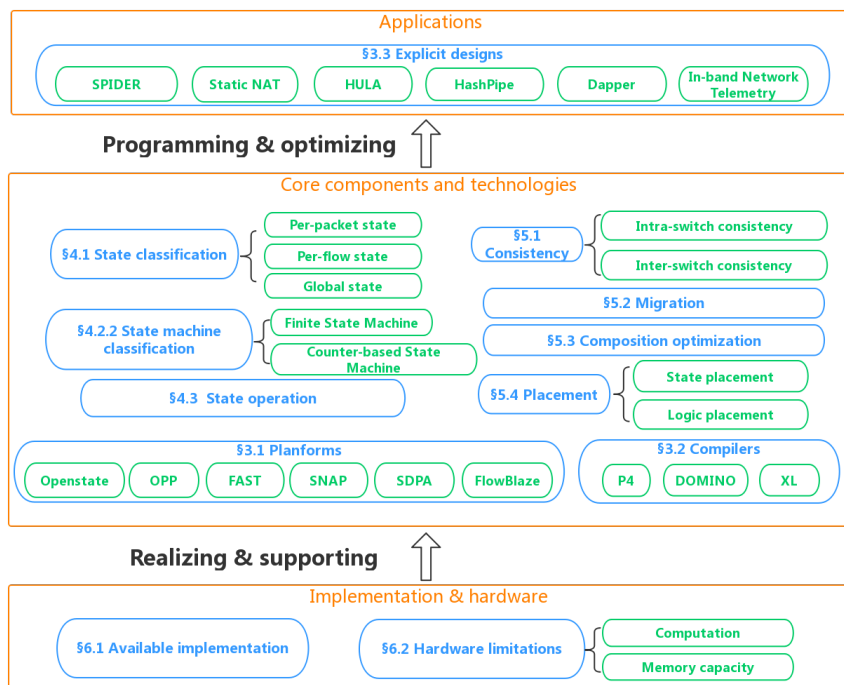 Applications
§3.3 Explicit designs
SPIDER
Static NAT
HULA
HashPipe
Dapper
In-band Network
Telemetry
Programming & optimizing
Core components and technologies
§4.1 State classification
Per-packet state
Per-flow state
Global state
§4.2.2 State machine
classification
Finite State Machine
Counter-based State
Machine
§4.3 State operation
§5.1
Consistency
Intra-switch consistency
Inter-switch consistency
§5.2 Migration
§5.3 Composition optimization
§5.4 Placement
State placement
Logic placement
§3.1 Planforms
Openstate
OPP
FAST
SNAP
SDPA
FlowBlaze
§3.2 Compilers
P4
DOMINO
XL
Realizing & supporting
Implementation & hardware
§6.1 Available implementation
§6.2 Hardware limitations
Computation
Memory capacity